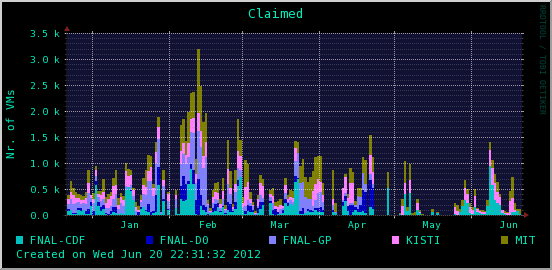 Claimed
RRDTOOL / TOBI OETIKER
Nr. of VMs
3.5 k
3.0 k
2.5 k
2.0 k
1.5 k
1.0 k
0.5 k
0.0
Jan Feb Mar Apr May Jun
FNAL-CDF FNAL-D0 FNAL-GP KISTI MIT
Created on Wed Jun 20 22:31:32 2012